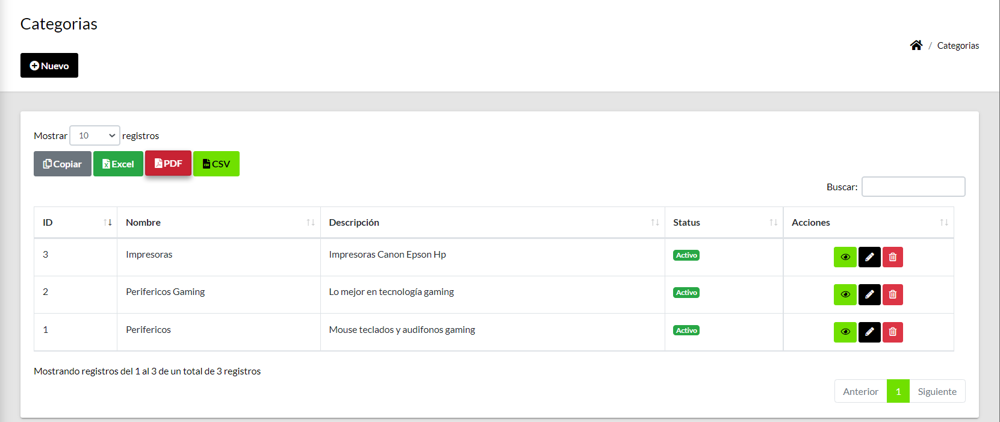 Categorias
/ Categorias
Nuevo
Mostrar 10 registros
Copiar Excel PDF CSV
Buscar:
ID Nombre Descripción Status Acciones
3 Impresoras Impresoras Canon Epson Hp Activo
2 Perifericos Gaming Lo mejor en tecnología gaming Activo
1 Perifericos Mouse teclados y audifonos gaming Activo
Mostrando registros del 1 al 3 de un total de 3 registros
Anterior 1 Siguiente